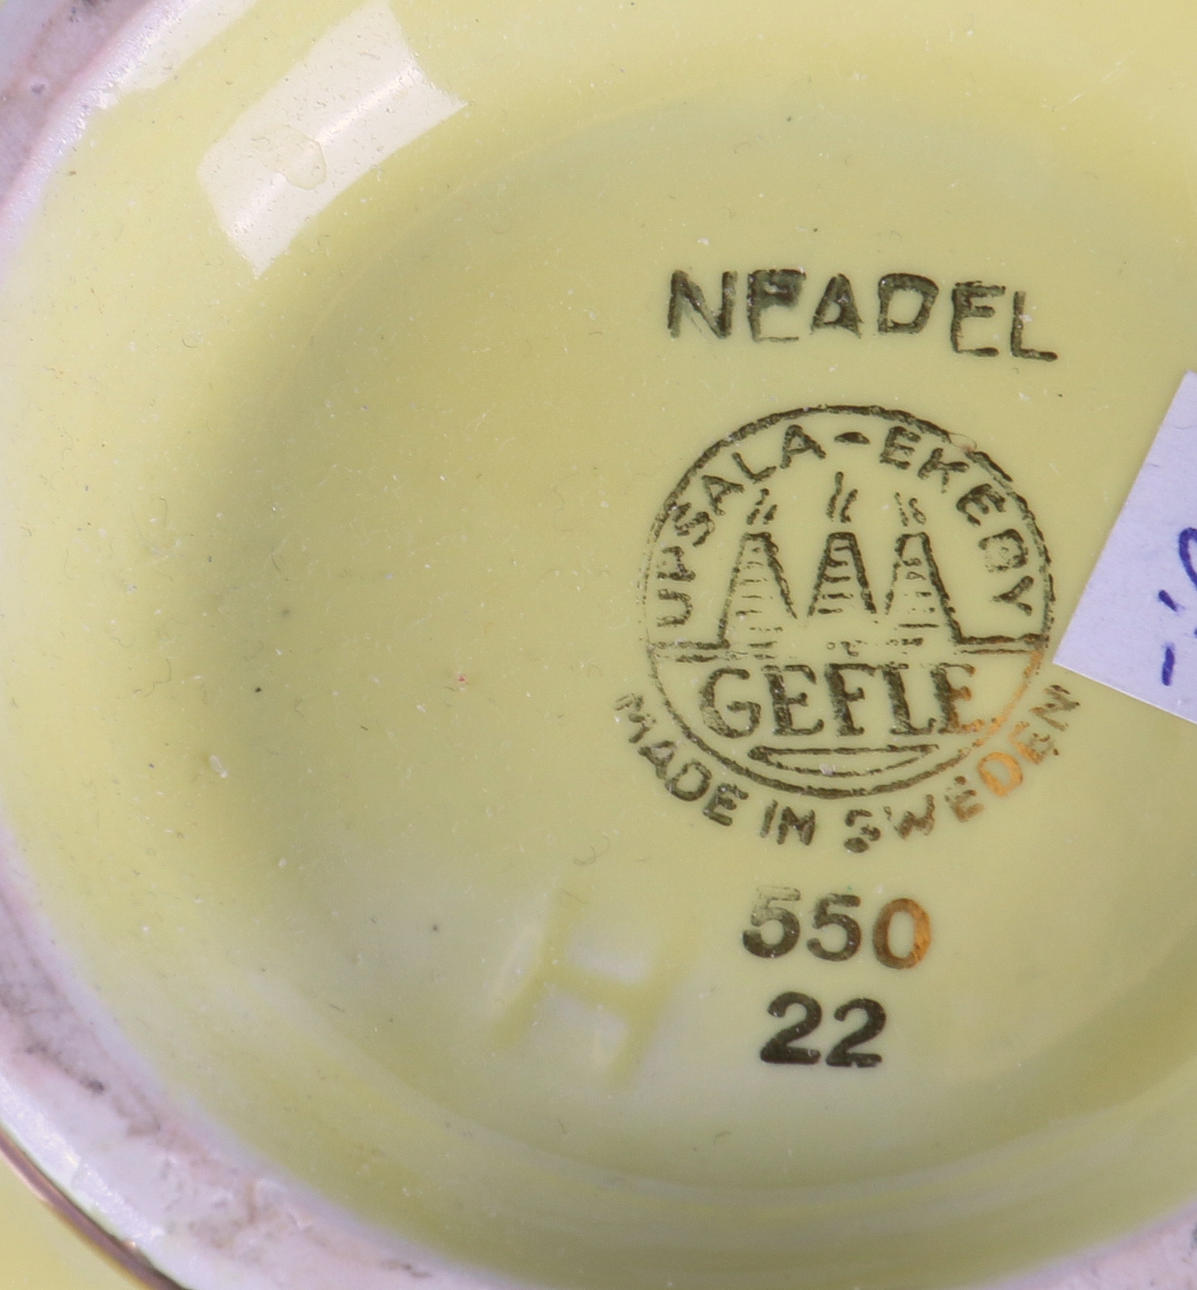 NEADEL
UPSALA-EKEBY
GEFLE
MADE IN SWEDEN
550
22
H